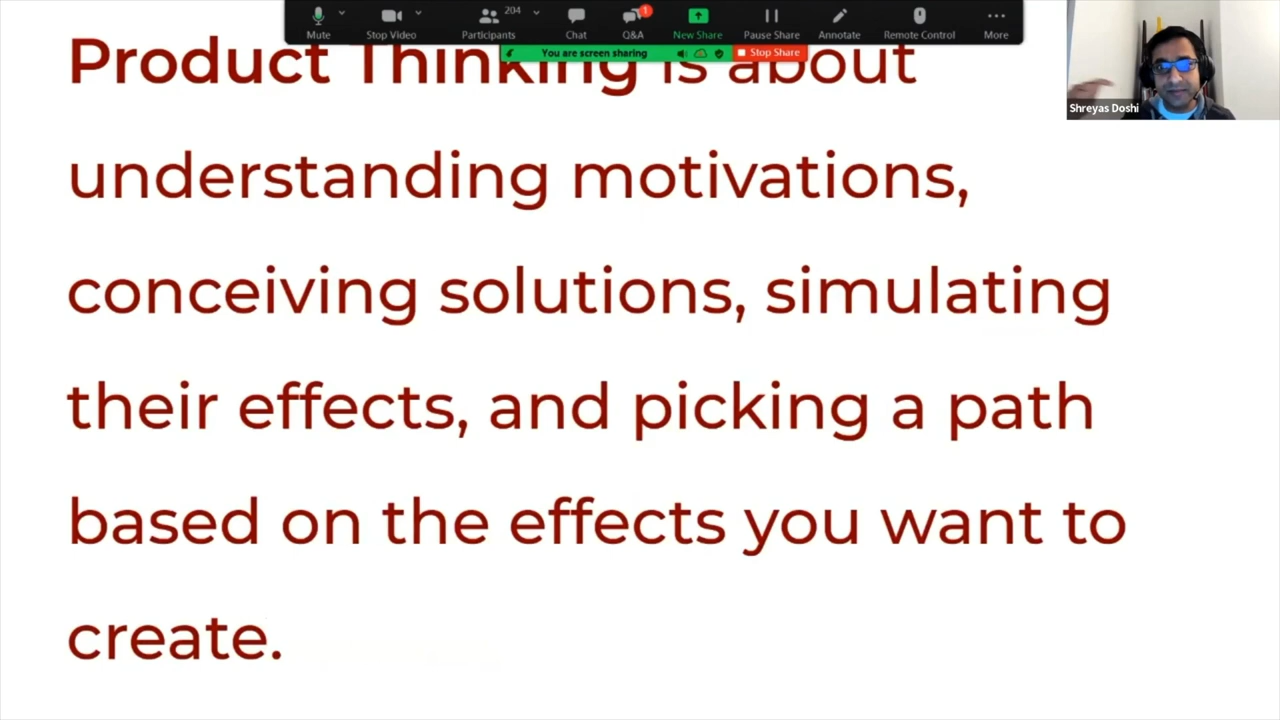 204
1
Mute
Stop Video
Participants
Chat
Q&A
New Share
Pause Share
Annotate
Remote Control
More
You are screen sharing
Stop Share
Shreyas Doshi
Product Thinking is about
understanding motivations,
conceiving solutions, simulating
their effects, and picking a path
based on the effects you want to
create.